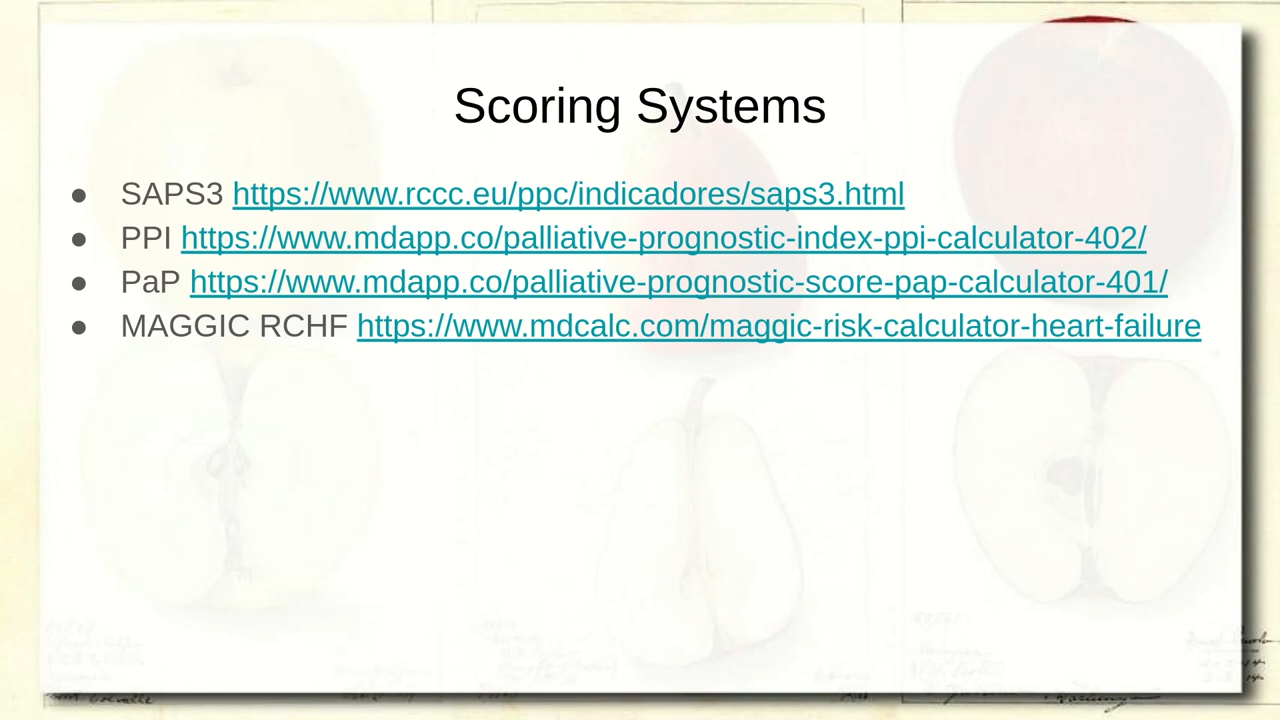 Scoring Systems
● SAPS3 https://www.rccc.eu/ppc/indicadores/saps3.html
● PPI https://www.mdapp.co/palliative-prognostic-index-ppi-calculator-402/
● PaP https://www.mdapp.co/palliative-prognostic-score-pap-calculator-401/
● MAGGIC RCHF https://www.mdcalc.com/maggic-risk-calculator-heart-failure